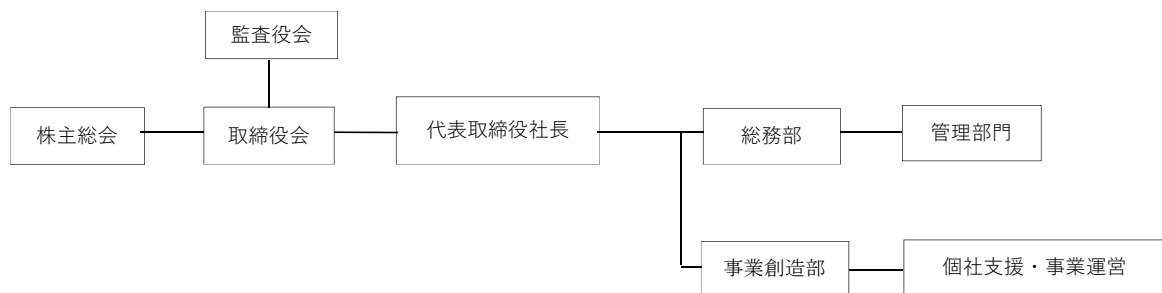 監査役会
株主総会
取締役会
代表取締役社長
総務部
管理部門
事業創造部
個社支援・事業運営